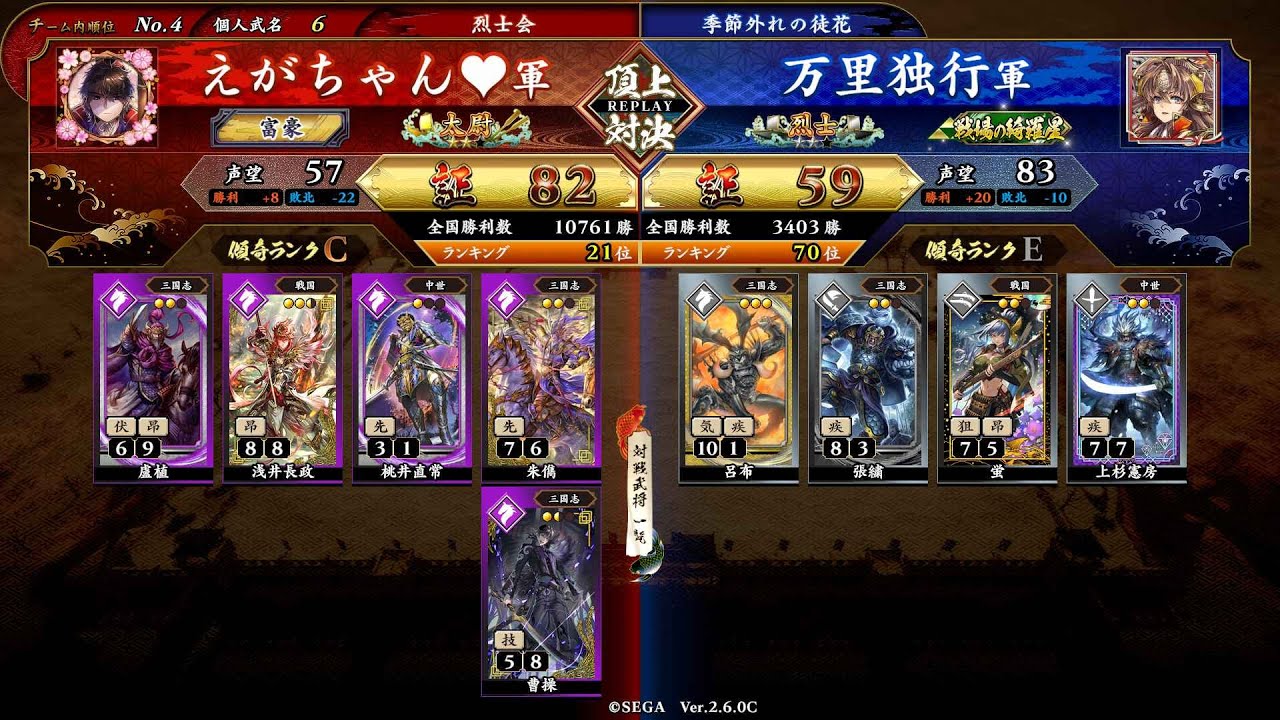 チーム内順位 No.4 個人武名 6 烈士会
季節外れの徒花
えがちゃん♥軍
頂上
REPLAY
対決
万里独行軍
富豪
太尉
烈士
戦場の綺羅星
声望 57
勝利 +8 敗北 -22
証 82
証 59
声望 83
勝利 +20 敗北 -10
全国勝利数 10761勝
全国勝利数 3403勝
傾奇ランクC
ランキング 21位
ランキング 70位
傾奇ランクE
三国志
伏 昴
6 9
盧植
戦国
昴
8 8
浅井長政
中世
先
3 1
桃井直常
三国志
先
7 6
朱儁
三国志
気 疾
10 1
呂布
三国志
疾
8 3
張繡
戦国
狙 昴
7 5
蛍
中世
疾
7 7
上杉憲房
対戦武将一覧
三国志
技
5 8
曹操
©SEGA Ver.2.6.0C